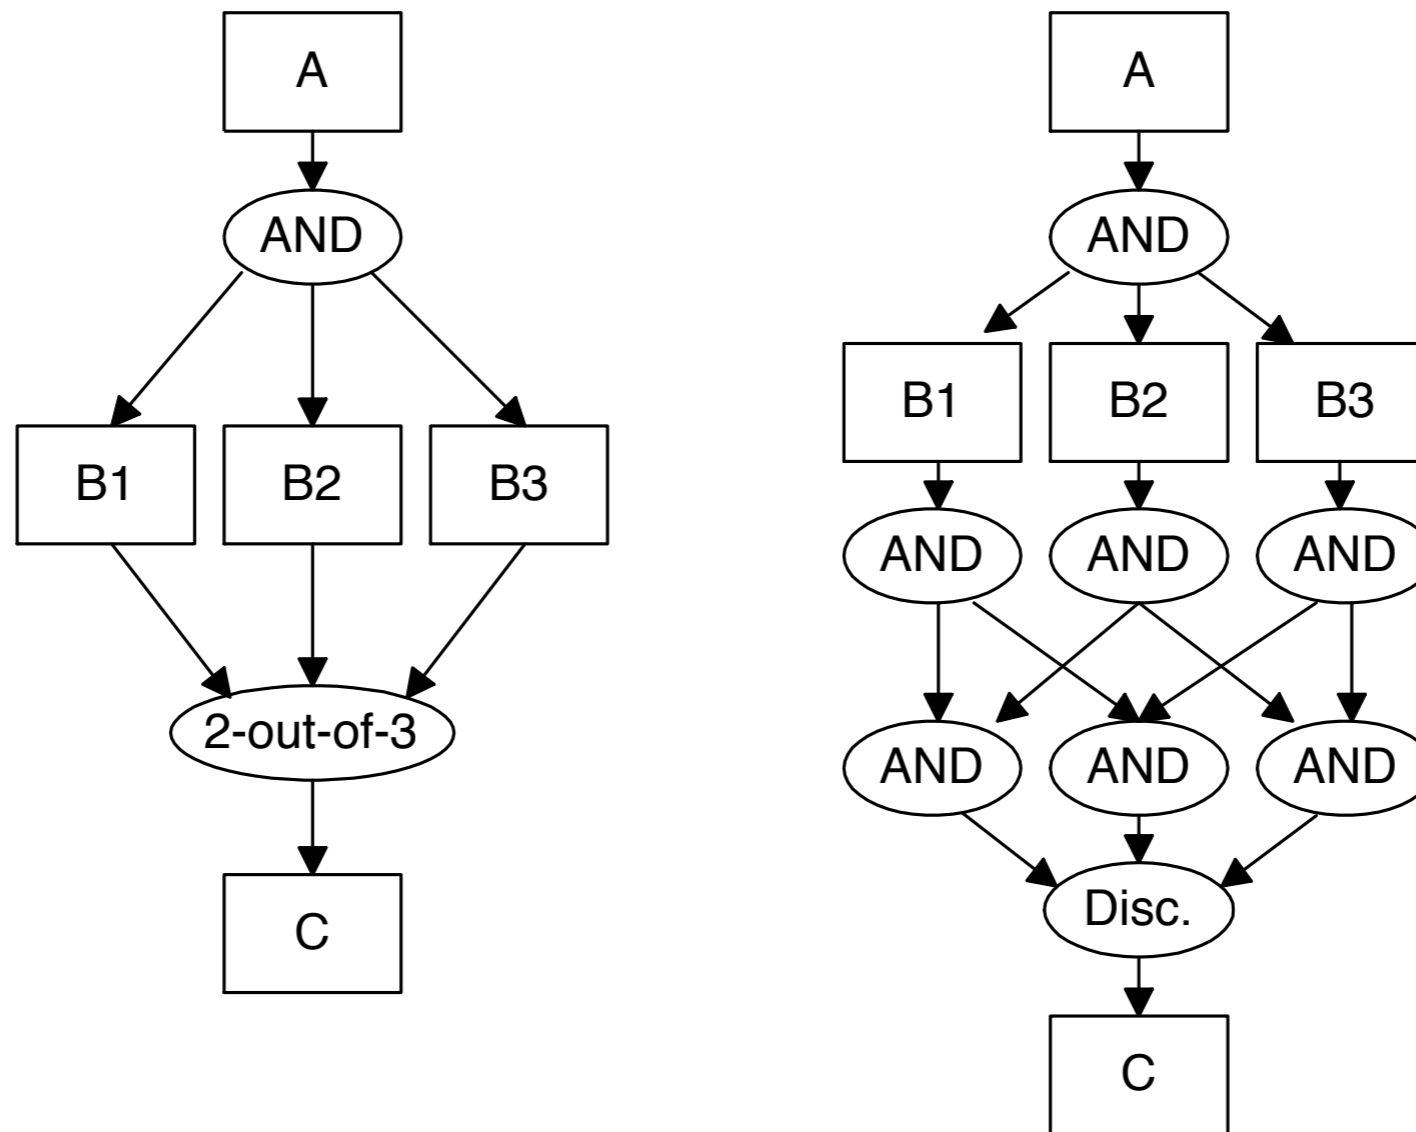 A
AND
B1
B2
B3
2-out-of-3
C
A
AND
B1
B2
B3
AND
AND
AND
AND
AND
AND
Disc.
C